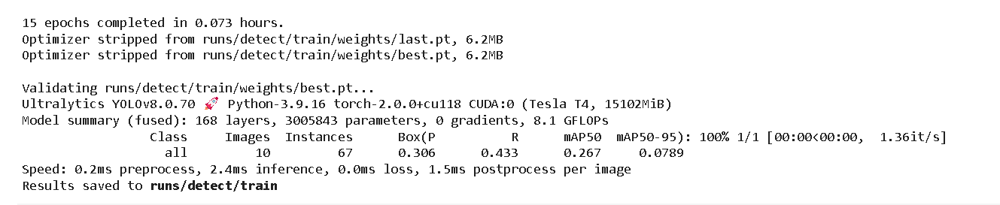 15 epochs completed in 0.073 hours.
Optimizer stripped from runs/detect/train/weights/last.pt, 6.2MB
Optimizer stripped from runs/detect/train/weights/best.pt, 6.2MB
Validating runs/detect/train/weights/best.pt...
Ultralytics YOLOv8.0.70 🚀 Python-3.9.16 torch-2.0.0+cu118 CUDA:0 (Tesla T4, 15102MiB)
Model summary (fused): 168 layers, 3005843 parameters, 0 gradients, 8.1 GFLOPs
Class Images Instances Box(P R mAP50 mAP50-95): 100% 1/1 [00:00<00:00, 1.36it/s]
all 10 67 0.306 0.433 0.267 0.0789
Speed: 0.2ms preprocess, 2.4ms inference, 0.0ms loss, 1.5ms postprocess per image
Results saved to runs/detect/train